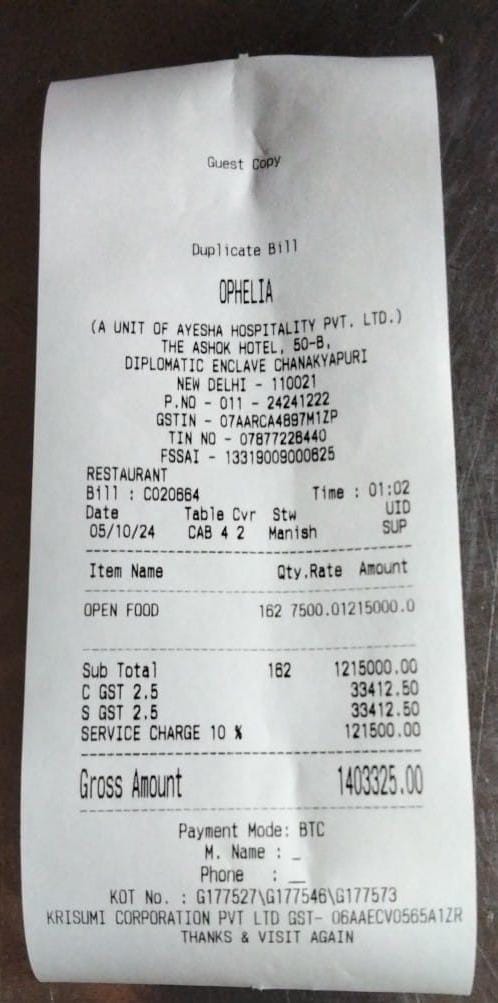 Guest Copy
Duplicate Bill
OPHELIA
(A UNIT OF AYESHA HOSPITALITY PVT. LTD.)
THE ASHOK HOTEL, 50-B,
DIPLOMATIC ENCLAVE CHANAKYAPURI
NEW DELHI - 110021
P.NO - 011 - 24241222
GSTIN - 07AARCA4897M1ZP
TIN NO - 07877228440
FSSAI - 13319009000625
RESTAURANT
Bill : CO20664 Time : 01:02
Date Table Cvr Stw UID
05/10/24 CAB 4 2 Manish SUP
Item Name Qty.Rate Amount
OPEN FOOD 162 7500.01215000.0
Sub Total 162 1215000.00
C GST 2.5 33412.50
S GST 2.5 33412.50
SERVICE CHARGE 10 % 121500.00
Gross Amount 1403325.00
Payment Mode: BTC
M. Name : _
Phone : __
KOT No. : G177527\G177546\G177573
KRISUMI CORPORATION PVT LTD GST- 06AAECV0565A1ZR
THANKS & VISIT AGAIN